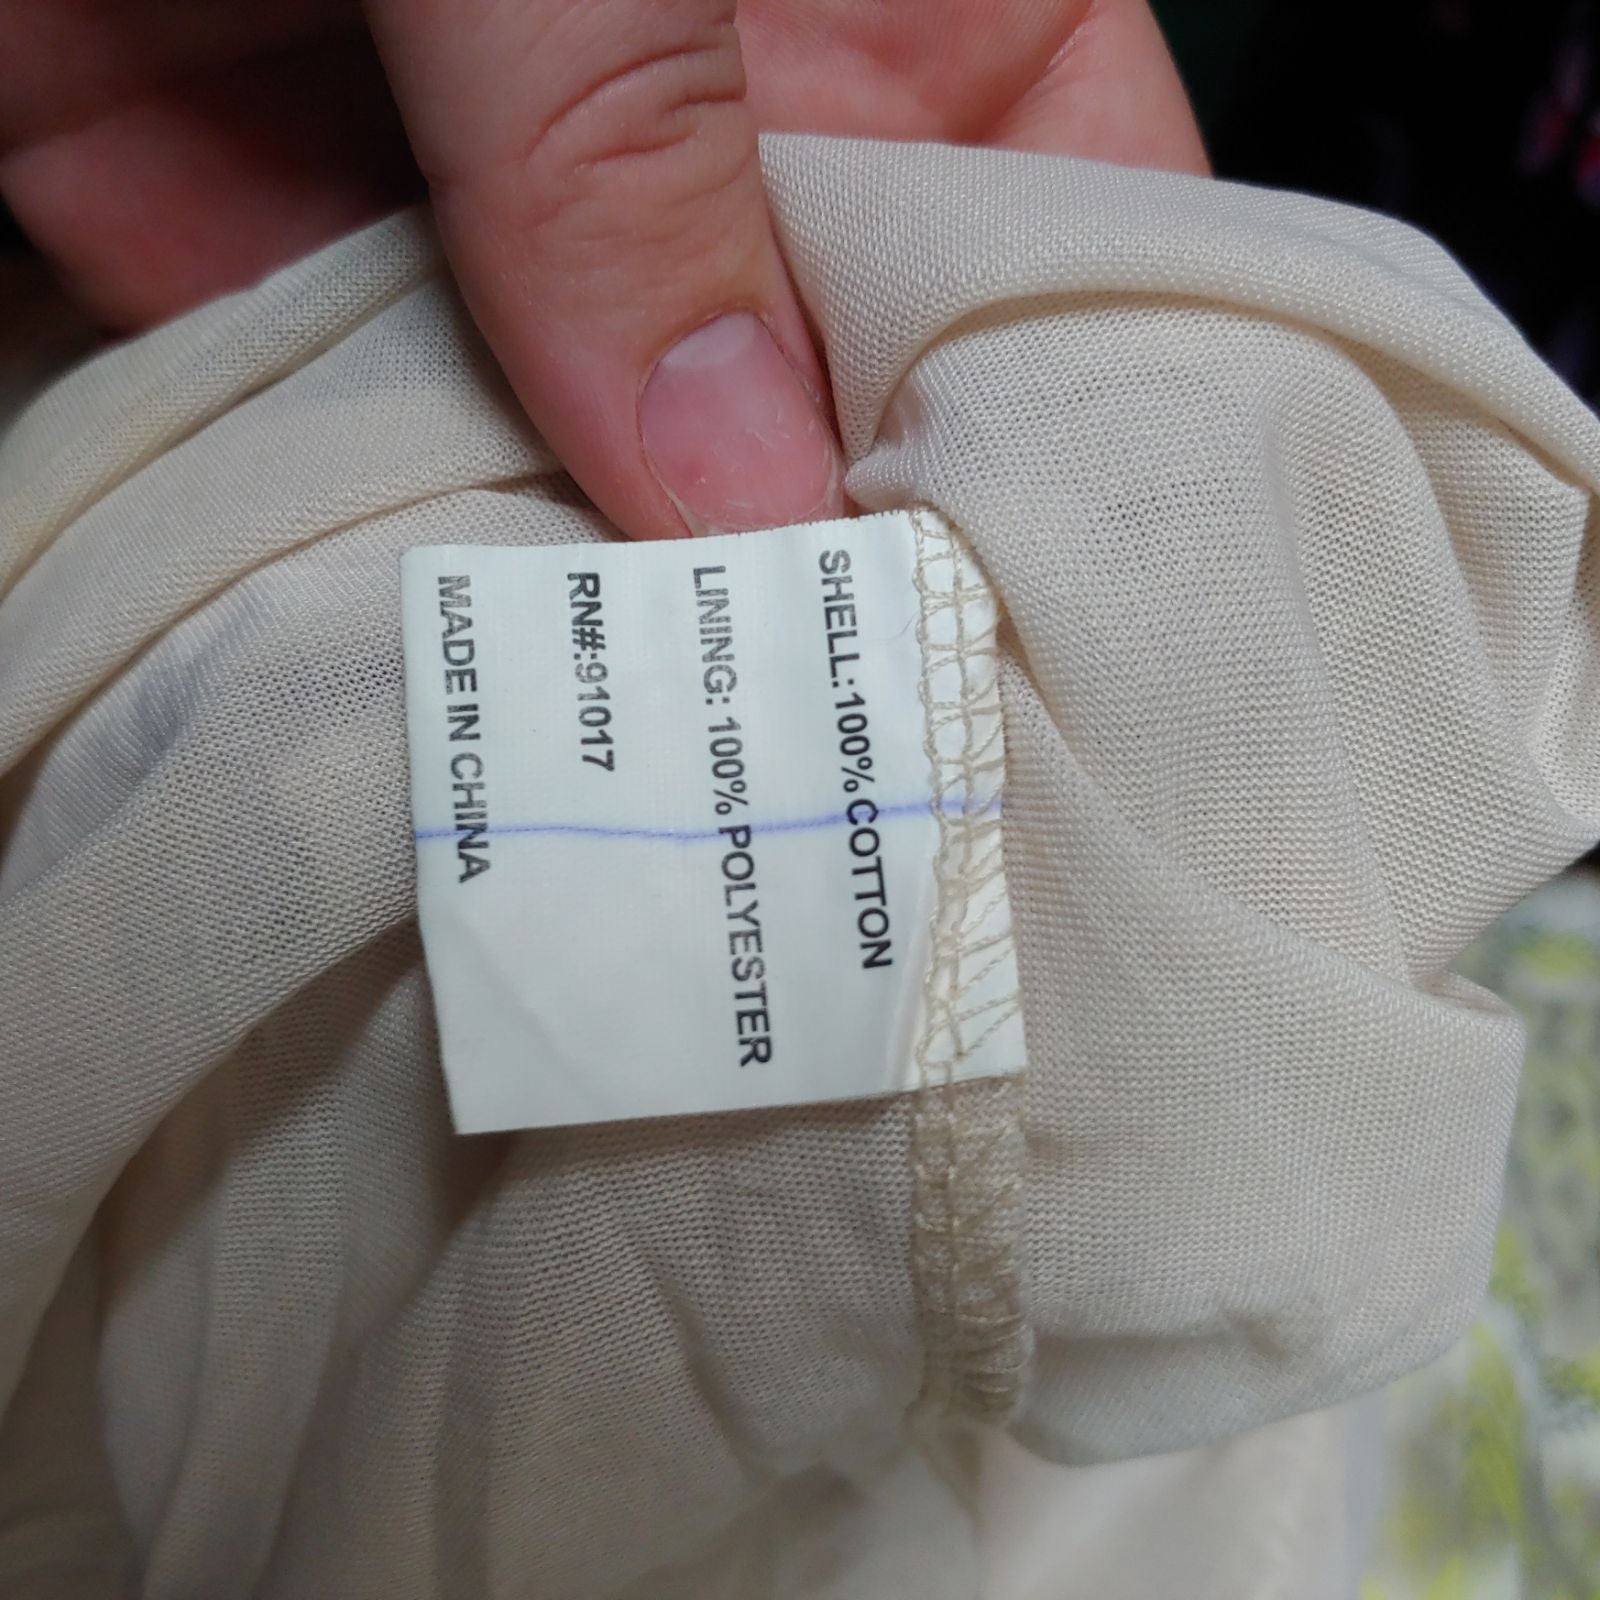 SHELL:100%COTTON
LINING: 100% POLYESTER
RN#:91017
MADE IN CHINA